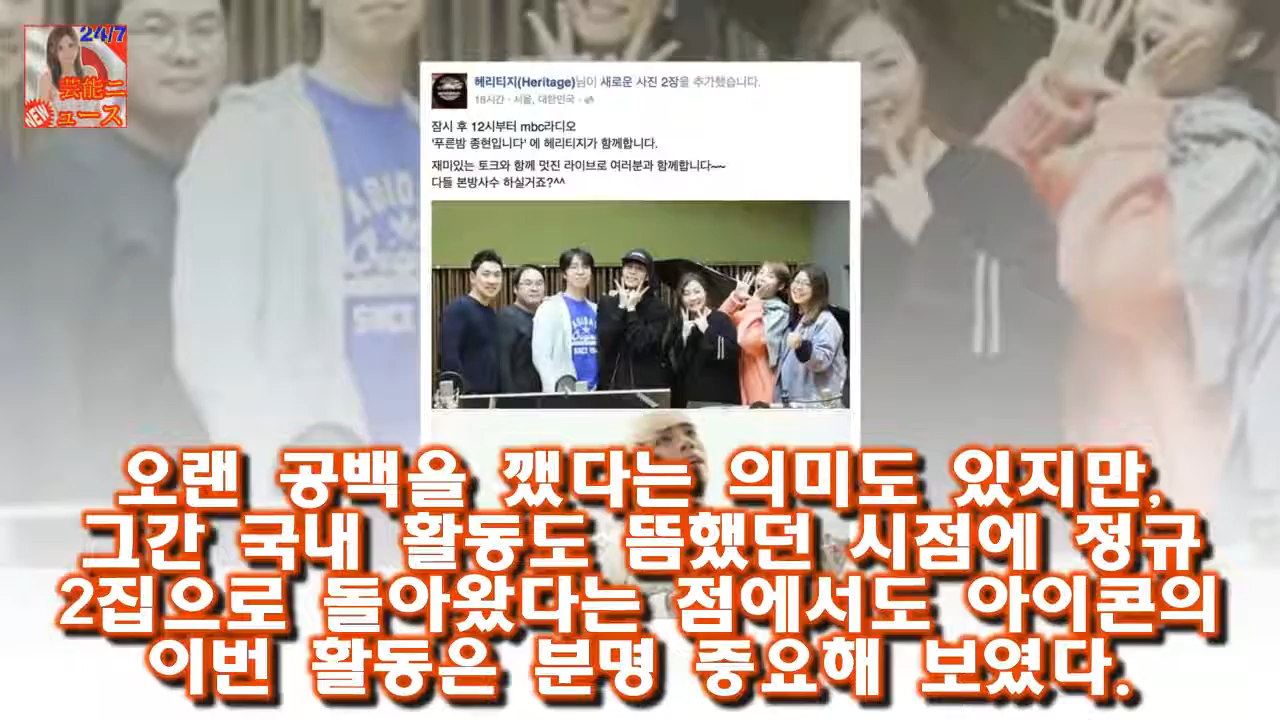 24/7
芸能ニ
ュース
NEW
헤리티지(Heritage)님이 새로운 사진 2장을 추가했습니다.
18시간 · 서울, 대한민국 ·
잠시 후 12시부터 mbc라디오
'푸른밤 종현입니다' 에 헤리티지가 함께합니다.
재미있는 토크와 함께 멋진 라이브로 여러분과 함께합니다~~
다들 본방사수 하실거죠?^^
오랜 공백을 깼다는 의미도 있지만,
그간 국내 활동도 뜸했던 시점에 정규
2집으로 돌아왔다는 점에서도 아이콘의
이번 활동은 분명 중요해 보였다.